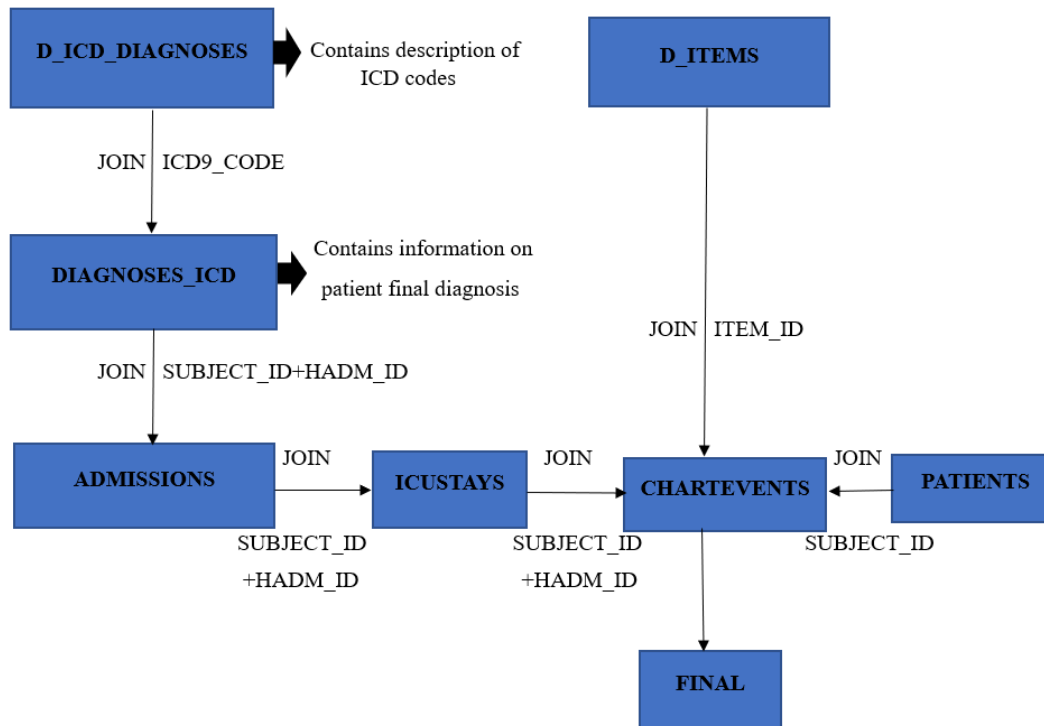 D_ICD_DIAGNOSES
Contains description of
ICD codes
D_ITEMS
JOIN ICD9_CODE
DIAGNOSES_ICD
Contains information on
patient final diagnosis
JOIN ITEM_ID
JOIN SUBJECT_ID+HADM_ID
ADMISSIONS
JOIN
SUBJECT_ID
+HADM_ID
ICUSTAYS
JOIN
SUBJECT_ID
+HADM_ID
CHARTEVENTS
JOIN
SUBJECT_ID
PATIENTS
FINAL